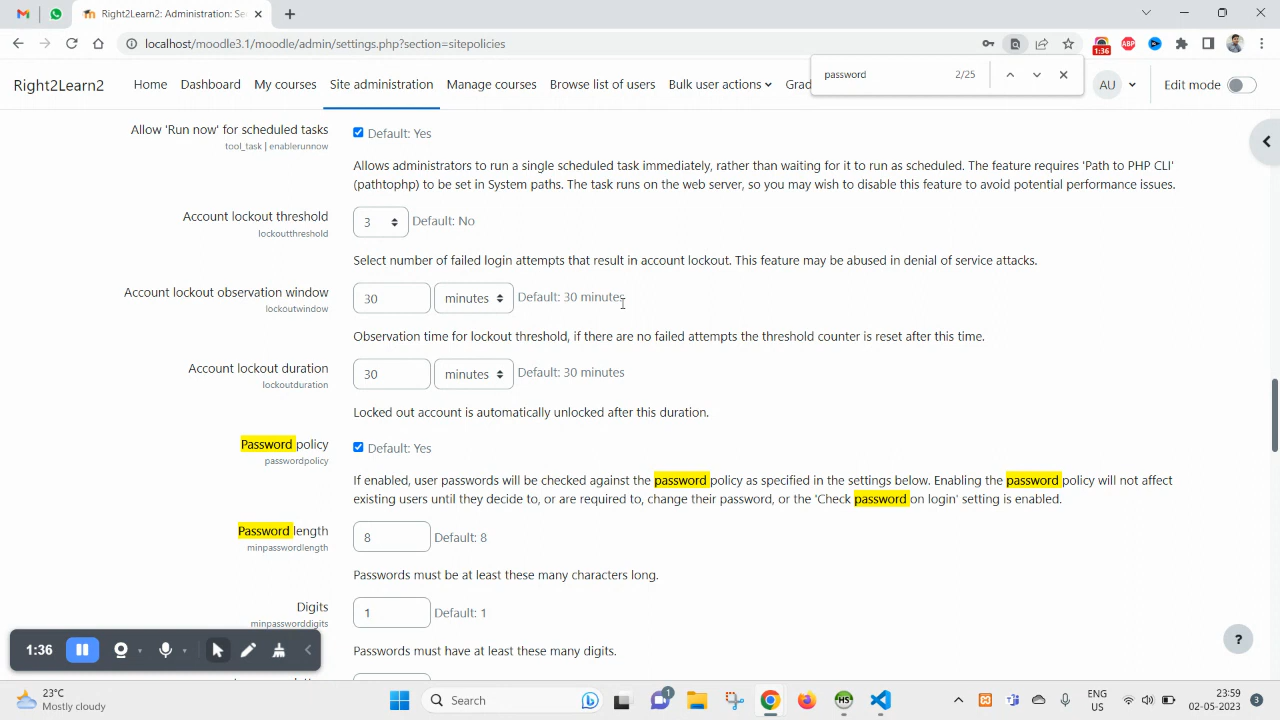 Right2Learn2: Administration: Se
localhost/moodle3.1/moodle/admin/settings.php?section=sitepolicies
1:36
ABP
password
2/25
Right2Learn2
Home
Dashboard
My courses
Site administration
Manage courses
Browse list of users
Bulk user actions
Grad
AU
Edit mode
Allow 'Run now' for scheduled tasks
Default: Yes
tool_task | enablerunnow
Allows administrators to run a single scheduled task immediately, rather than waiting for it to run as scheduled. The feature requires 'Path to PHP CLI'
(pathtophp) to be set in System paths. The task runs on the web server, so you may wish to disable this feature to avoid potential performance issues.
Account lockout threshold
3
Default: No
lockoutthreshold
Select number of failed login attempts that result in account lockout. This feature may be abused in denial of service attacks.
Account lockout observation window
30
minutes
Default: 30 minutes
lockoutwindow
Observation time for lockout threshold, if there are no failed attempts the threshold counter is reset after this time.
Account lockout duration
30
minutes
Default: 30 minutes
lockoutduration
Locked out account is automatically unlocked after this duration.
Password policy
Default: Yes
passwordpolicy
If enabled, user passwords will be checked against the password policy as specified in the settings below. Enabling the password policy will not affect
existing users until they decide to, or are required to, change their password, or the 'Check password on login' setting is enabled.
Password length
8
Default: 8
minpasswordlength
Passwords must be at least these many characters long.
Digits
1
Default: 1
minpassworddigits
Passwords must have at least these many digits.
1:36
?
23°C
Mostly cloudy
Search
1
ENG
US
23:59
02-05-2023
3